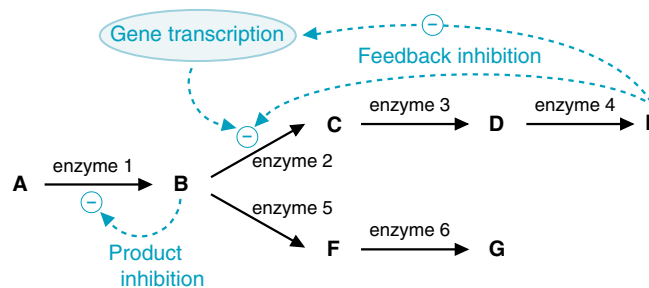 Gene transcription
Feedback inhibition
enzyme 3
enzyme 4
C
D
enzyme 1
enzyme 2
A
B
enzyme 5
enzyme 6
F
G
Product
inhibition